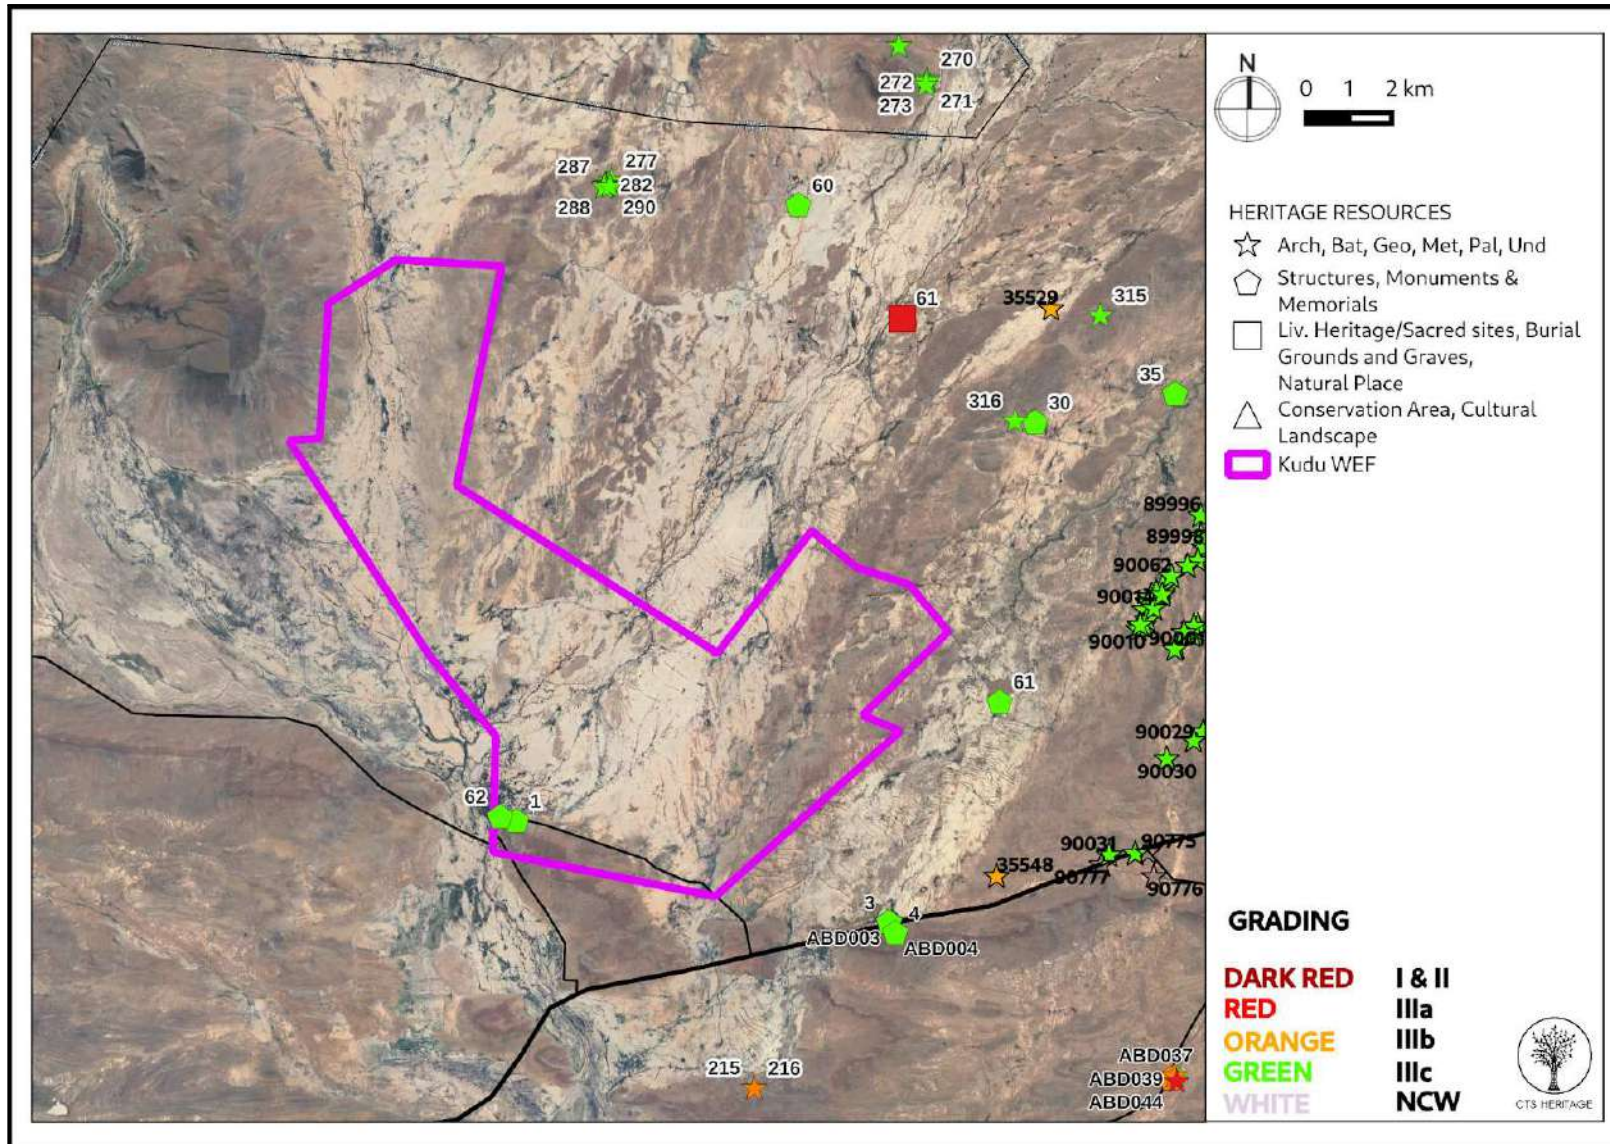 270
272
273
271
287
277
282
288
290
60
61
35529
315
35
316
30
89996
89998
90062
90010
61
90029
90030
62
1
90031
90775
35548
90777
90776
3
4
ABD003
ABD004
215
216
ABD037
ABD039
ABD044
N
0 1 2 km
HERITAGE RESOURCES
Arch, Bat, Geo, Met, Pal, Und
Structures, Monuments &
Memorials
Liv. Heritage/Sacred sites, Burial
Grounds and Graves,
Natural Place
Conservation Area, Cultural
Landscape
Kudu WEF
GRADING
DARK RED I & II
RED IIIa
ORANGE IIIb
GREEN IIIc
WHITE NCW
CTS HERITAGE